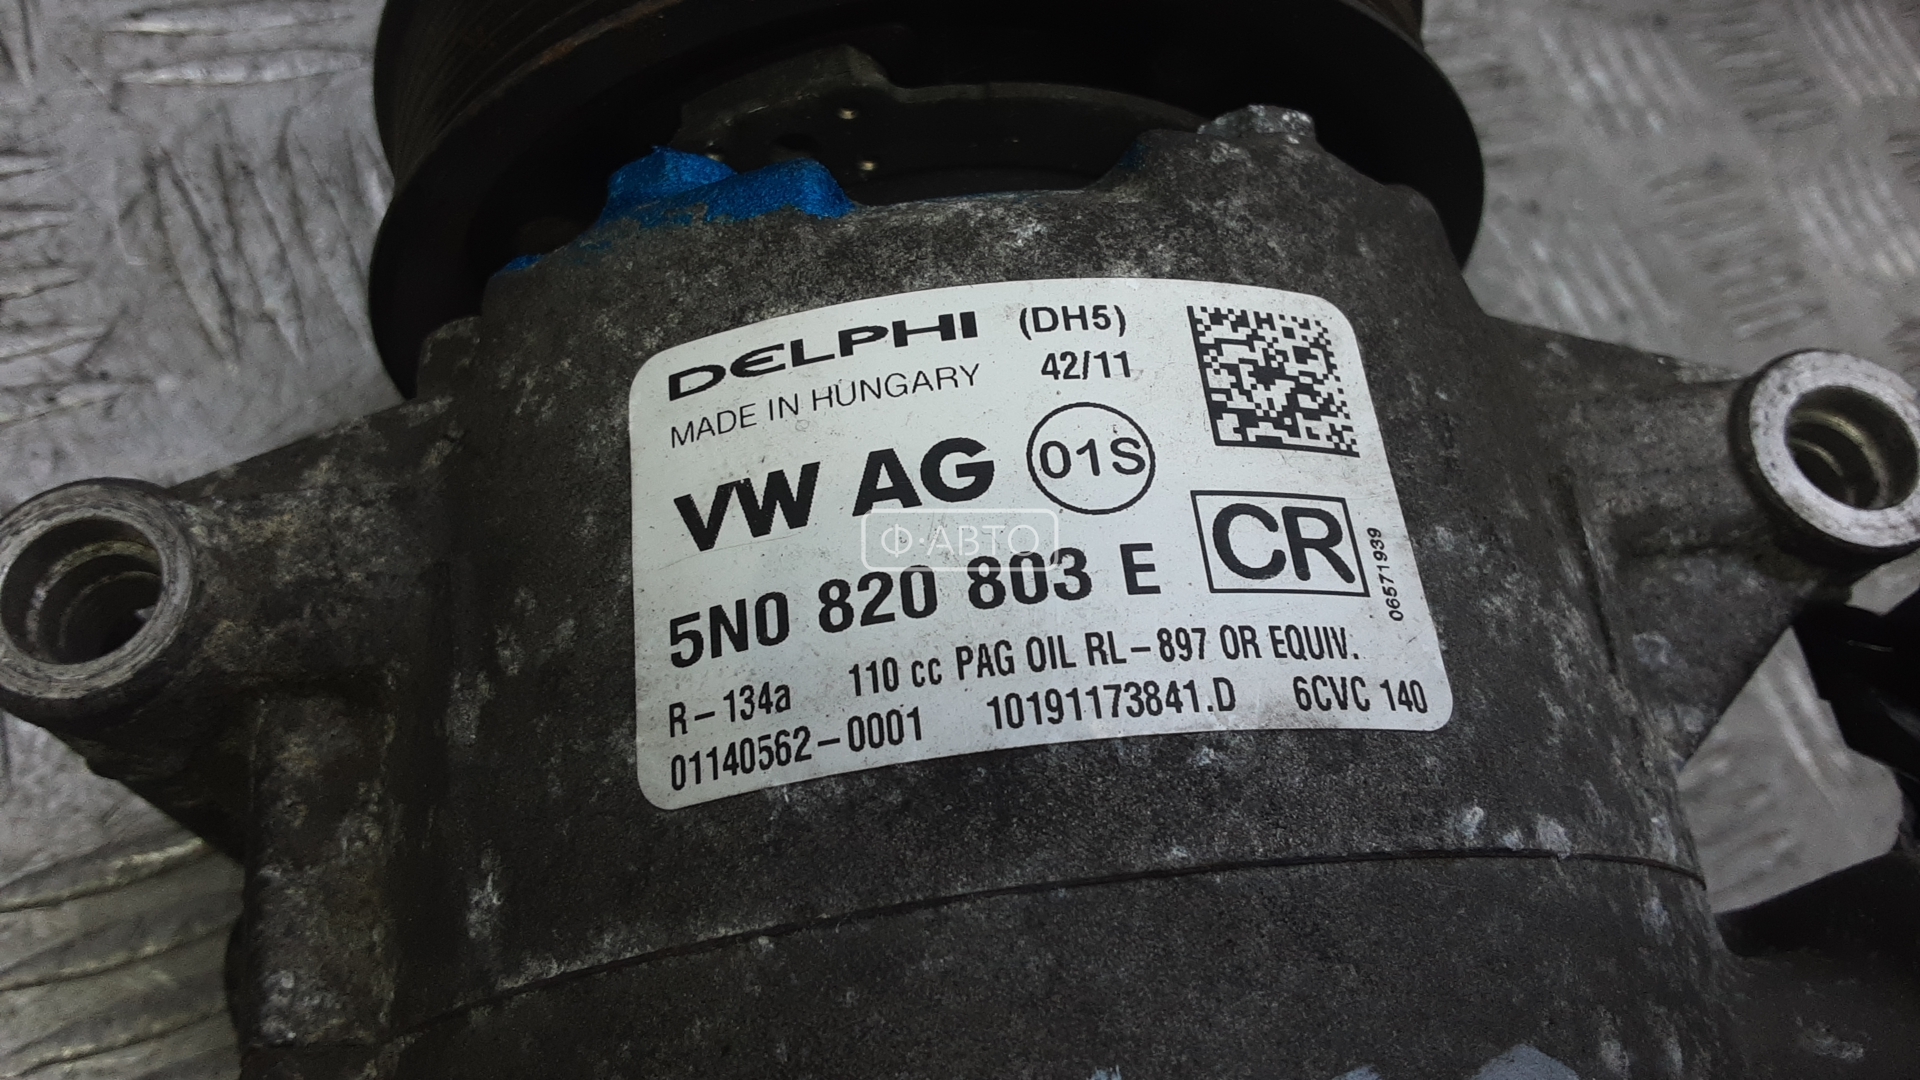 DELPHI (DH5)
MADE IN HUNGARY 42/11
VW AG 01S
Ф·АВТО
5N0 820 803 E CR
06571939
R-134a 110 cc PAG OIL RL-897 OR EQUIV.
01140562-0001 10191173841.D 6CVC 140